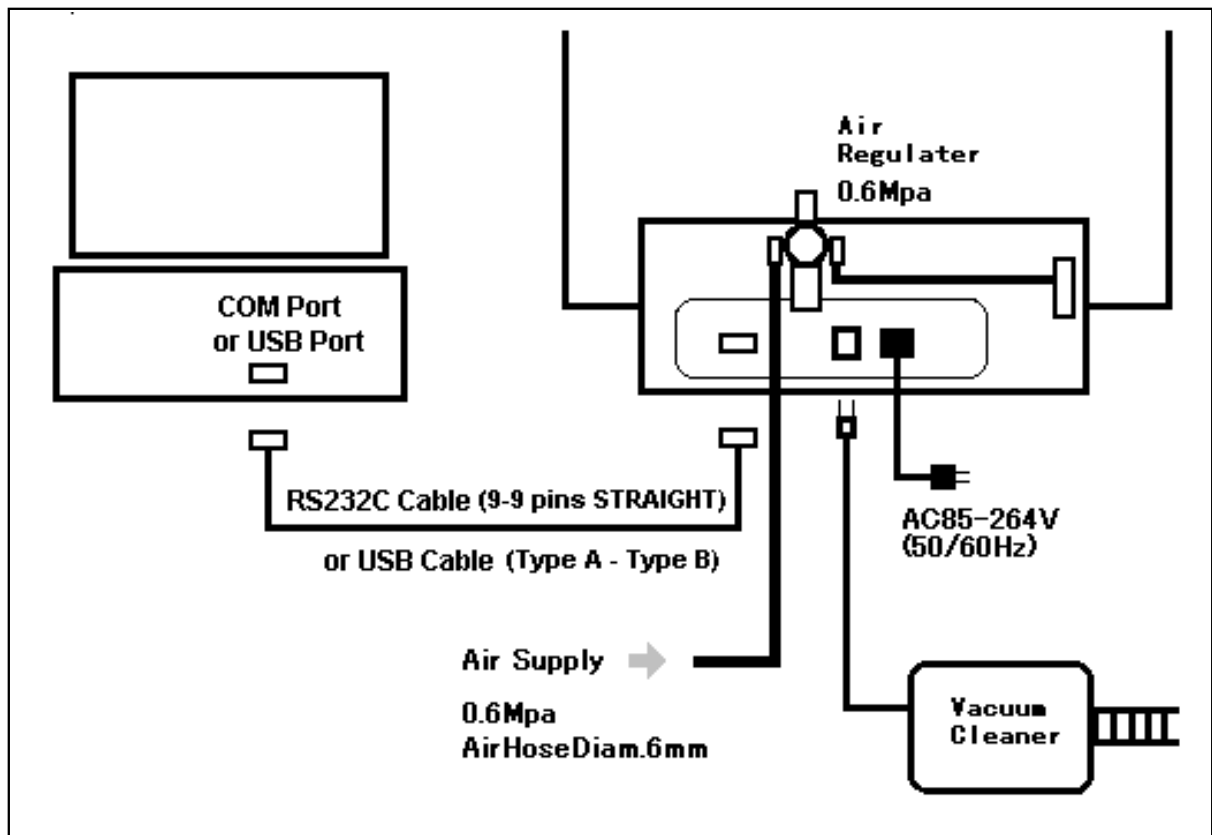 Air
Regulater
0.6Mpa
COM Port
or USB Port
RS232C Cable (9-9 pins STRAIGHT)
or USB Cable (Type A - Type B)
AC85-264V
(50/60Hz)
Air Supply
0.6Mpa
AirHoseDiam.6mm
Vacuum
Cleaner